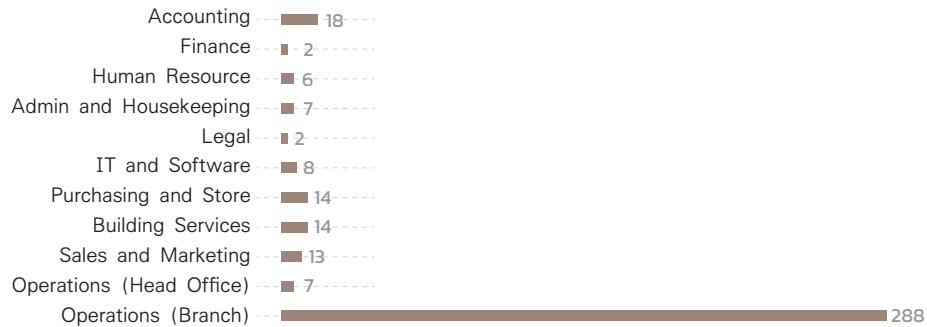 Accounting 18
Finance 2
Human Resource 6
Admin and Housekeeping 7
Legal 2
IT and Software 8
Purchasing and Store 14
Building Services 14
Sales and Marketing 13
Operations (Head Office) 7
Operations (Branch) 288